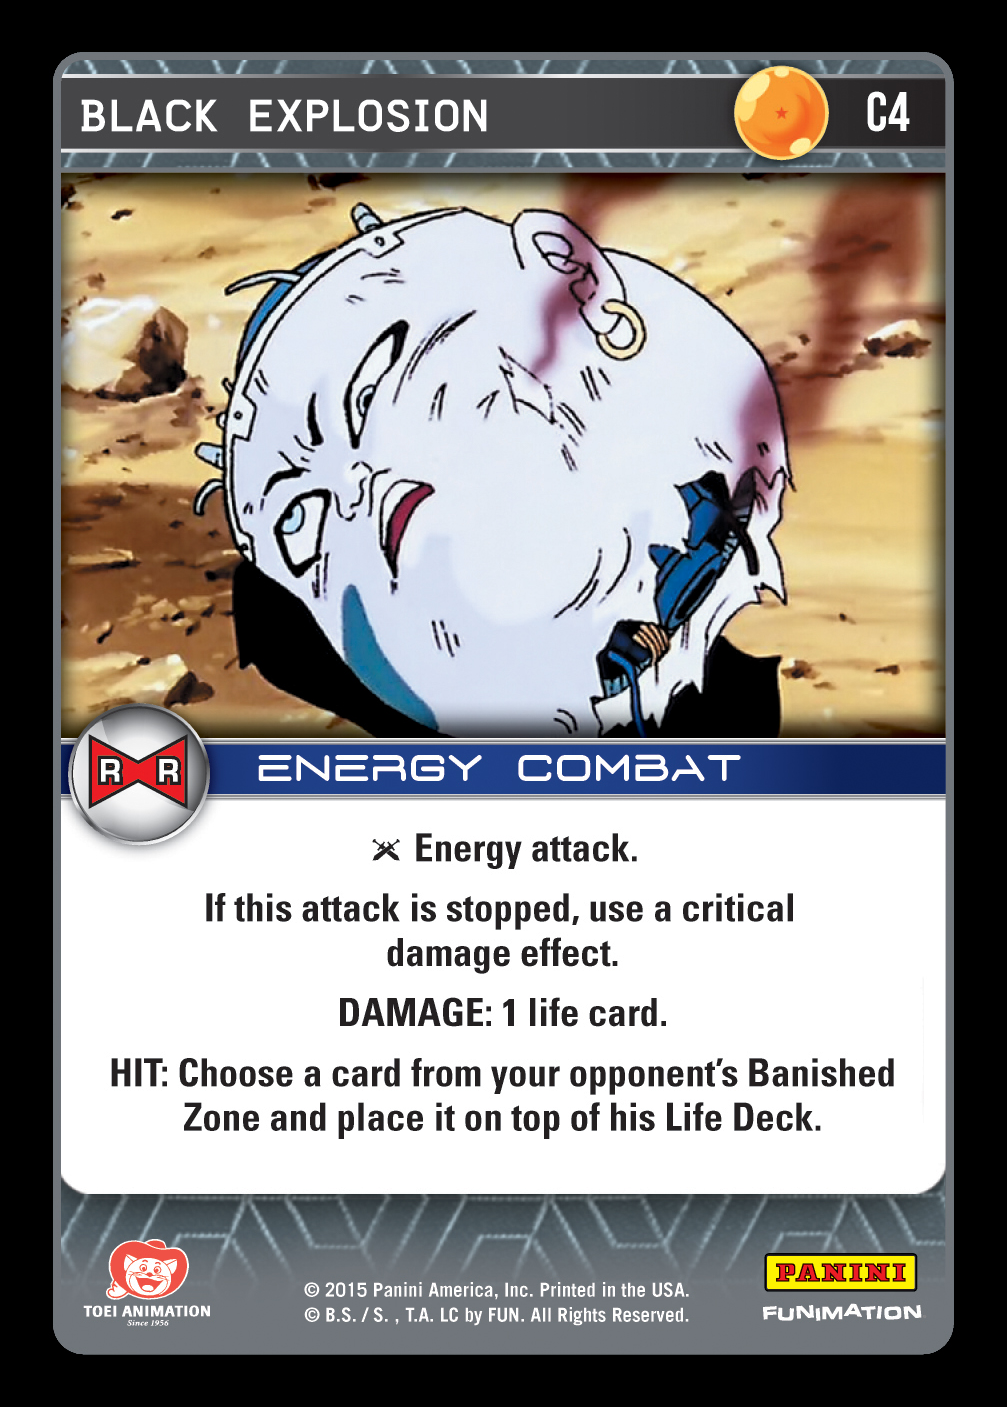 BLACK EXPLOSION
C4
R R
ENERGY COMBAT
Energy attack.
If this attack is stopped, use a critical
damage effect.
DAMAGE: 1 life card.
HIT: Choose a card from your opponent's Banished
Zone and place it on top of his Life Deck.
TOEI ANIMATION
Since 1956
© 2015 Panini America, Inc. Printed in the USA.
© B.S. / S. , T.A. LC by FUN. All Rights Reserved.
PANINI
FUNIMATION